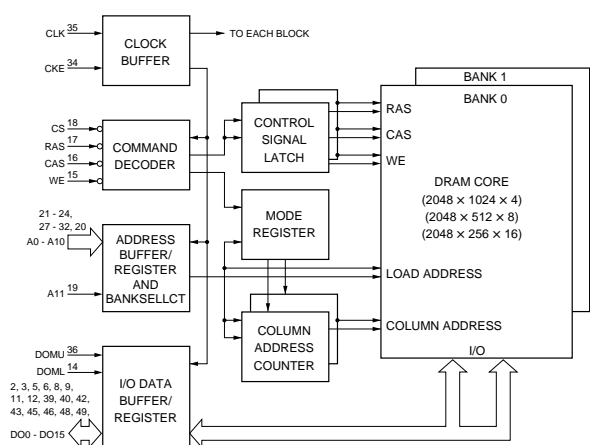 CLK 35
CLOCK
BUFFER
TO EACH BLOCK
CKE 34
CS 18
RAS 17
CAS 16
WE 15
COMMAND
DECODER
CONTROL
SIGNAL
LATCH
BANK 1
BANK 0
RAS
CAS
WE
DRAM CORE
(2048 × 1024 × 4)
(2048 × 512 × 8)
(2048 × 256 × 16)
MODE
REGISTER
21 - 24,
27 - 32, 20
A0 - A10
A11 19
ADDRESS
BUFFER/
REGISTER
AND
BANKSELLCT
LOAD ADDRESS
COLUMN ADDRESS
I/O
COLUMN
ADDRESS
COUNTER
DOMU 36
DOML 14
2, 3, 5, 6, 8, 9,
11, 12, 39, 40, 42,
43, 45, 46, 48, 49,
DO0 - DO15
I/O DATA
BUFFER/
REGISTER